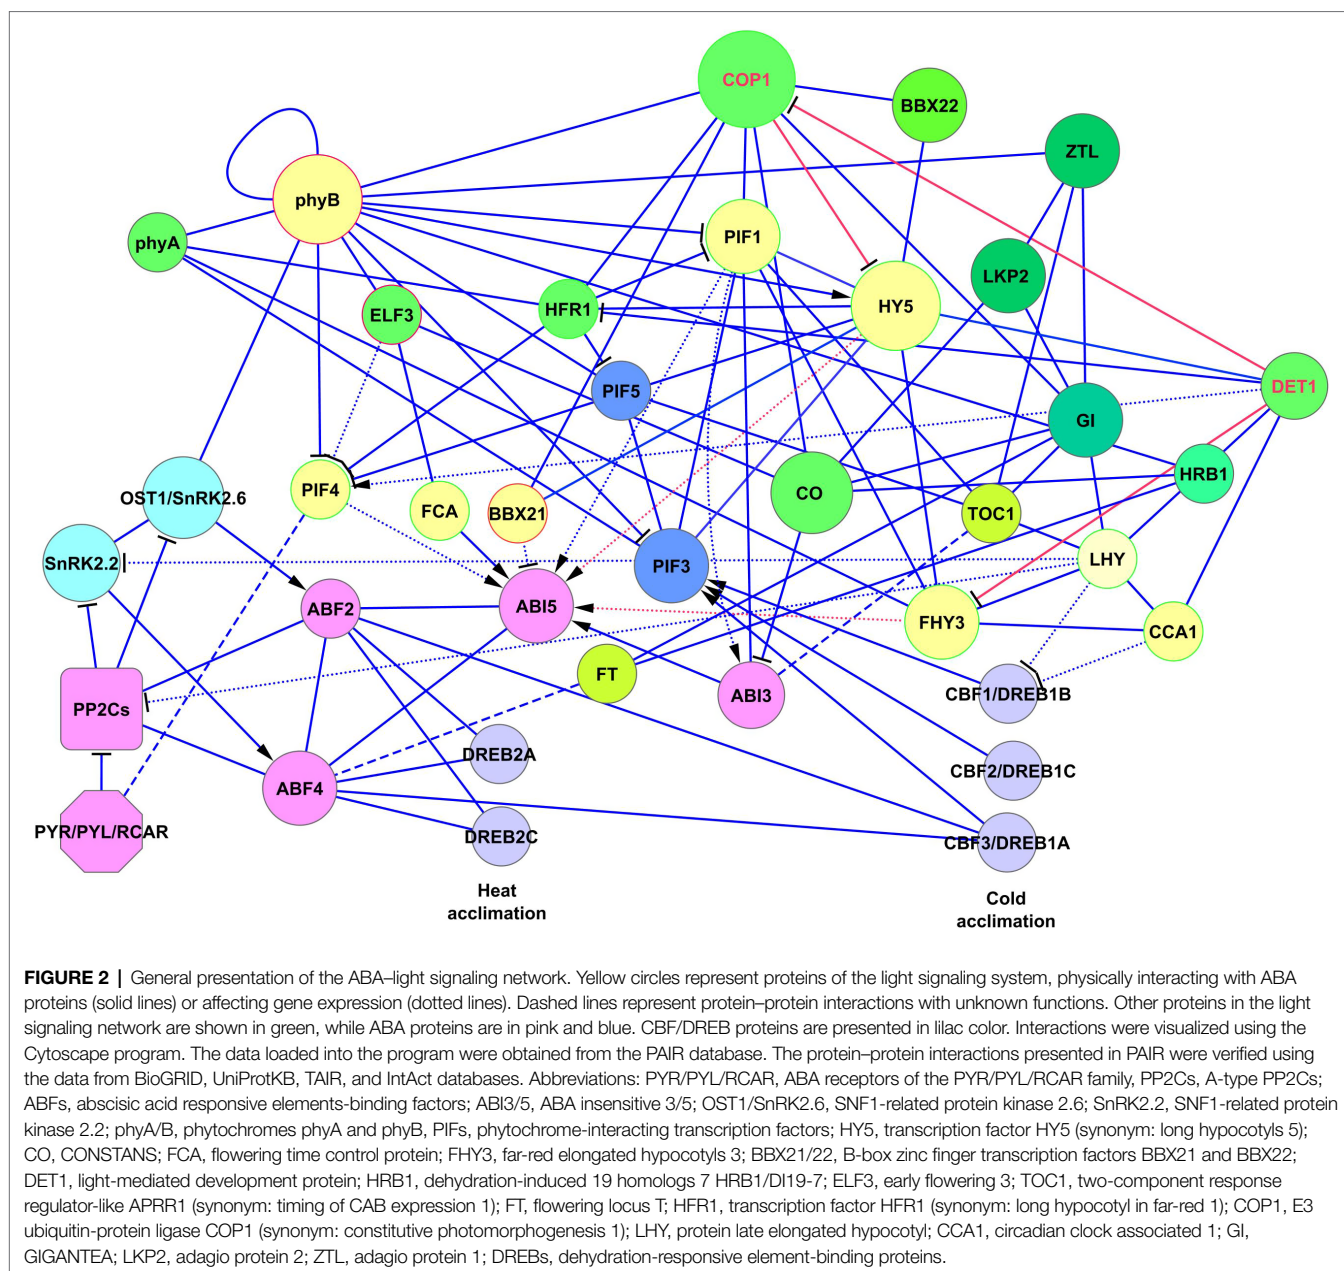 COP1
BBX22
ZTL
phyB
phyA
PIF1
LKP2
HY5
ELF3
HFR1
PIF5
DET1
GI
HRB1
OST1/SnRK2.6
PIF4
FCA
BBX21
CO
TOC1
SnRK2.2
PIF3
LHY
ABF2
ABI5
FHY3
CCA1
FT
PP2Cs
ABI3
CBF1/DREB1B
DREB2A
CBF2/DREB1C
ABF4
PYR/PYL/RCAR
DREB2C
CBF3/DREB1A
Heat
acclimation
Cold
acclimation
FIGURE 2 | General presentation of the ABA–light signaling network. Yellow circles represent proteins of the light signaling system, physically interacting with ABA
proteins (solid lines) or affecting gene expression (dotted lines). Dashed lines represent protein–protein interactions with unknown functions. Other proteins in the light
signaling network are shown in green, while ABA proteins are in pink and blue. CBF/DREB proteins are presented in lilac color. Interactions were visualized using the
Cytoscape program. The data loaded into the program were obtained from the PAIR database. The protein–protein interactions presented in PAIR were verified using
the data from BioGRID, UniProtKB, TAIR, and IntAct databases. Abbreviations: PYR/PYL/RCAR, ABA receptors of the PYR/PYL/RCAR family, PP2Cs, A-type PP2Cs;
ABFs, abscisic acid responsive elements-binding factors; ABI3/5, ABA insensitive 3/5; OST1/SnRK2.6, SNF1-related protein kinase 2.6; SnRK2.2, SNF1-related protein
kinase 2.2; phyA/B, phytochromes phyA and phyB, PIFs, phytochrome-interacting transcription factors; HY5, transcription factor HY5 (synonym: long hypocotyls 5);
CO, CONSTANS; FCA, flowering time control protein; FHY3, far-red elongated hypocotyls 3; BBX21/22, B-box zinc finger transcription factors BBX21 and BBX22;
DET1, light-mediated development protein; HRB1, dehydration-induced 19 homologs 7 HRB1/DI19-7; ELF3, early flowering 3; TOC1, two-component response
regulator-like APRR1 (synonym: timing of CAB expression 1); FT, flowering locus T; HFR1, transcription factor HFR1 (synonym: long hypocotyl in far-red 1); COP1, E3
ubiquitin-protein ligase COP1 (synonym: constitutive photomorphogenesis 1); LHY, protein late elongated hypocotyl; CCA1, circadian clock associated 1; GI,
GIGANTEA; LKP2, adagio protein 2; ZTL, adagio protein 1; DREBs, dehydration-responsive element-binding proteins.